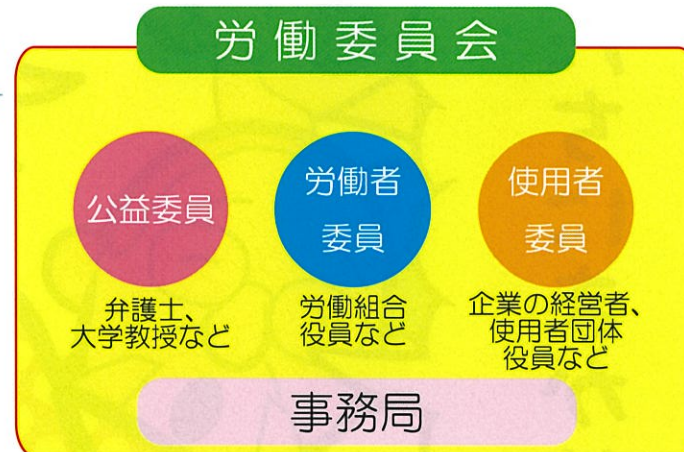 労働委員会
公益委員
弁護士、
大学教授など
労働者
委員
労働組合
役員など
使用者
委員
企業の経営者、
使用者団体
役員など
事務局